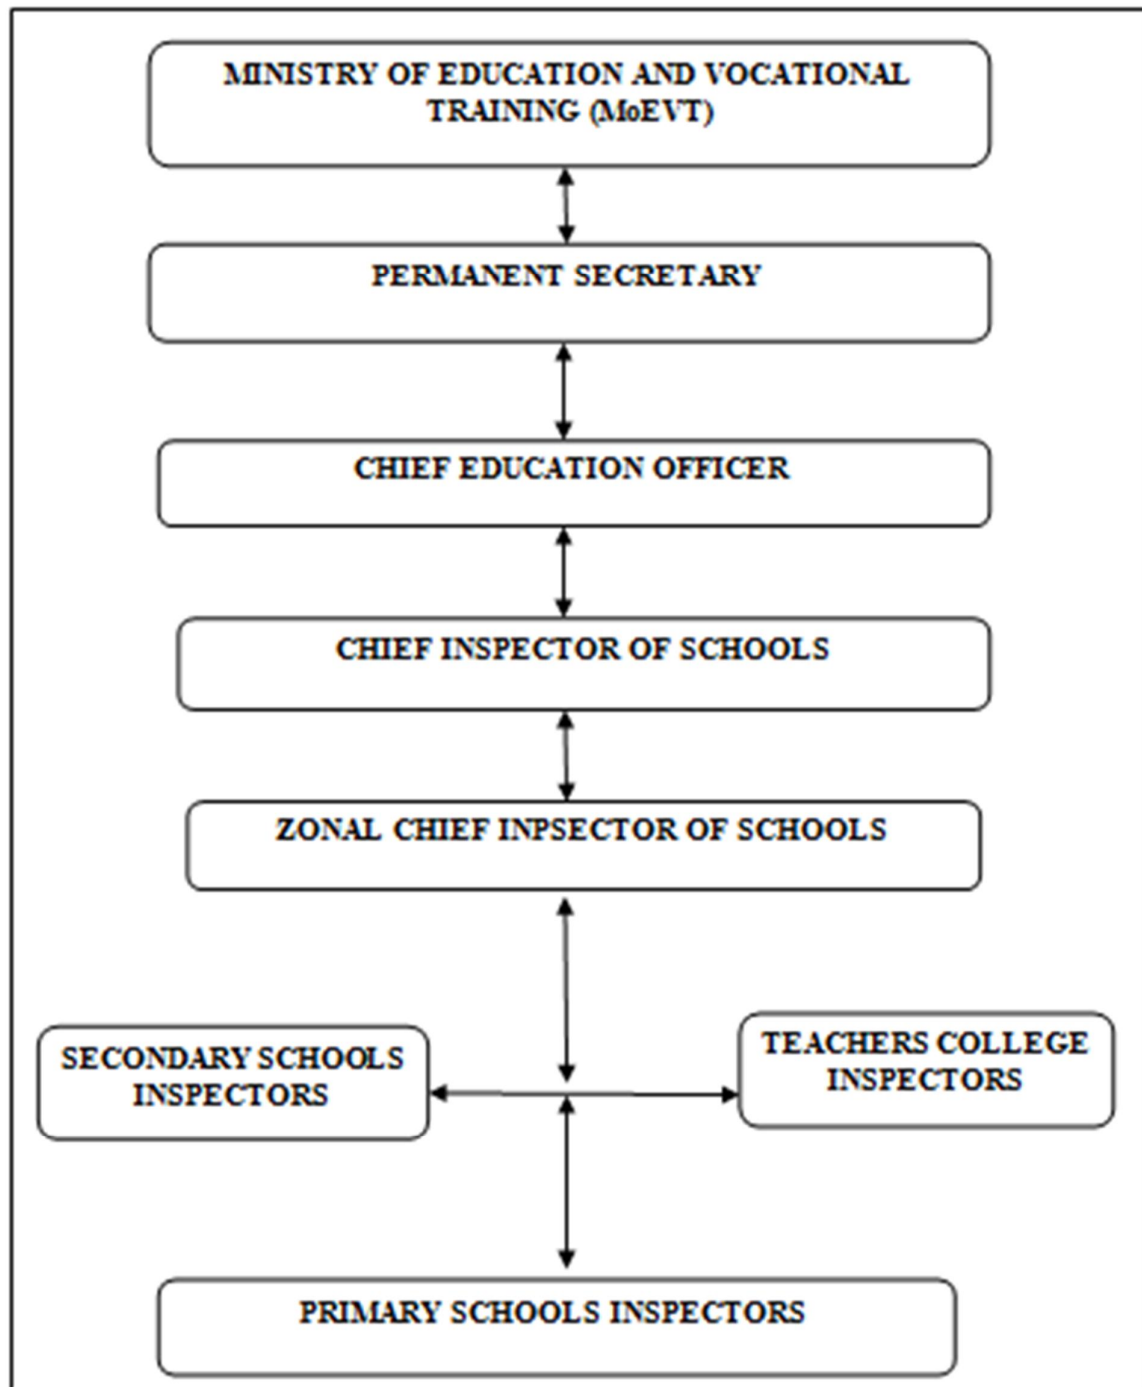 MINISTRY OF EDUCATION AND VOCATIONAL
TRAINING (MoEVT)
PERMANENT SECRETARY
CHIEF EDUCATION OFFICER
CHIEF INSPECTOR OF SCHOOLS
ZONAL CHIEF INPSECTOR OF SCHOOLS
SECONDARY SCHOOLS
INSPECTORS
TEACHERS COLLEGE
INSPECTORS
PRIMARY SCHOOLS INSPECTORS